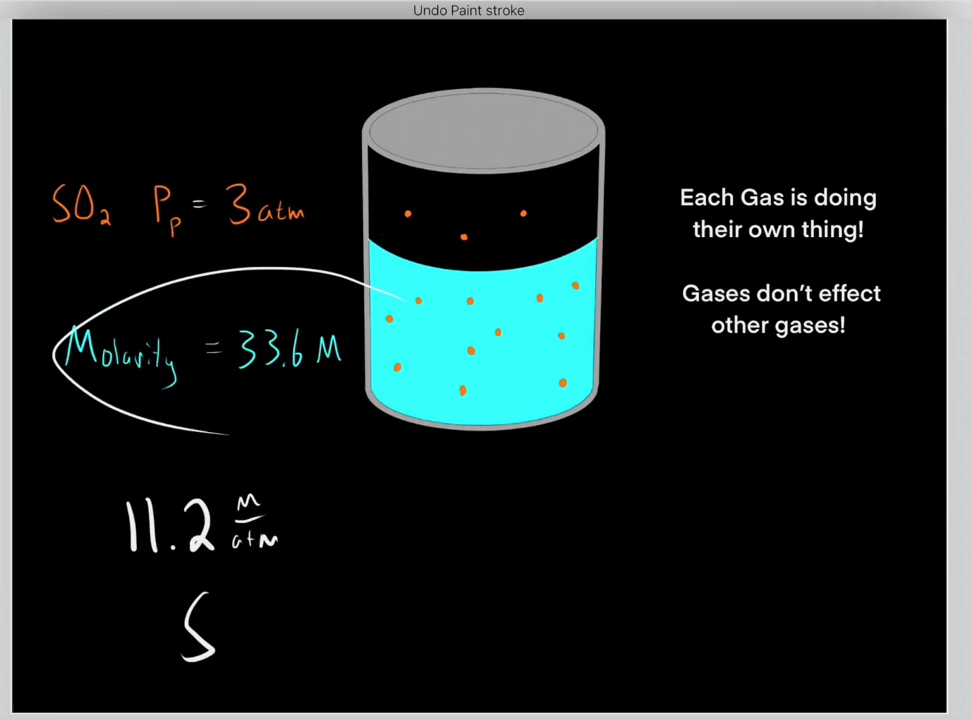 Undo Paint stroke
SO₂ Pₚ = 3 atm
Each Gas is doing
their own thing!
Gases don't effect
other gases!
Molarity = 33.6 M
11.2 M/atm
S